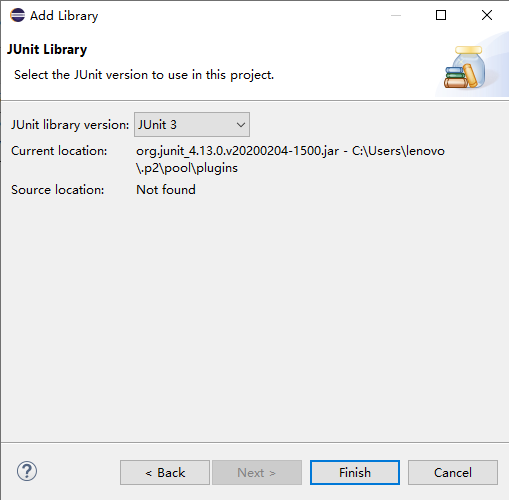 Add Library
JUnit Library
Select the JUnit version to use in this project.
JUnit library version: JUnit 3
Current location: org.junit_4.13.0.v20200204-1500.jar - C:\Users\lenovo
\.p2\pool\plugins
Source location: Not found
? < Back Next > Finish Cancel